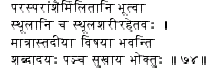 परस्परांशैर्मिलितानि भूत्वा
स्थूलानि च स्थूलशरीरहेतवः ।
मात्रास्तदीया विषया भवन्ति
शब्दादयः पञ्च सुखाय भोक्तुः ॥ ७४॥